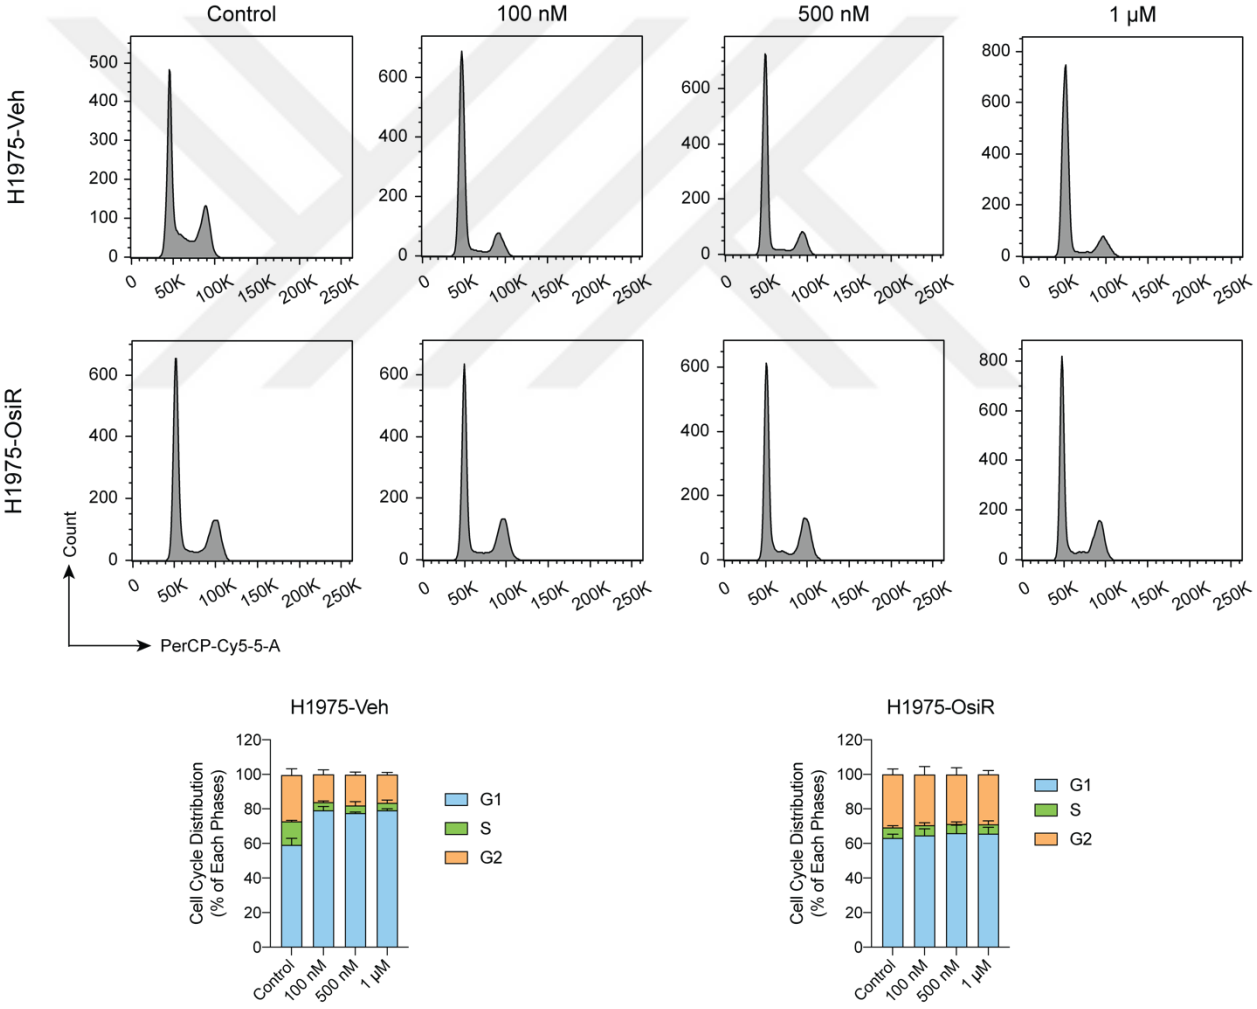 Control 100 nM 500 nM 1 µM
H1975-Veh
500 400 300 200 100 0
0 50K 100K 150K 200K 250K
600 400 200 0
0 50K 100K 150K 200K 250K
600 400 200 0
0 50K 100K 150K 200K 250K
800 600 400 200 0
0 50K 100K 150K 200K 250K
H1975-OsiR
600 400 200 0
0 50K 100K 150K 200K 250K
600 400 200 0
0 50K 100K 150K 200K 250K
600 400 200 0
0 50K 100K 150K 200K 250K
800 600 400 200 0
0 50K 100K 150K 200K 250K
Count
PerCP-Cy5-5-A
H1975-Veh
Cell Cycle Distribution
(% of Each Phases)
120
100
80
60
40
20
0
Control 100 nM 500 nM 1 µM
G1
S
G2
H1975-OsiR
Cell Cycle Distribution
(% of Each Phases)
120
100
80
60
40
20
0
Control 100 nM 500 nM 1 µM
G1
S
G2